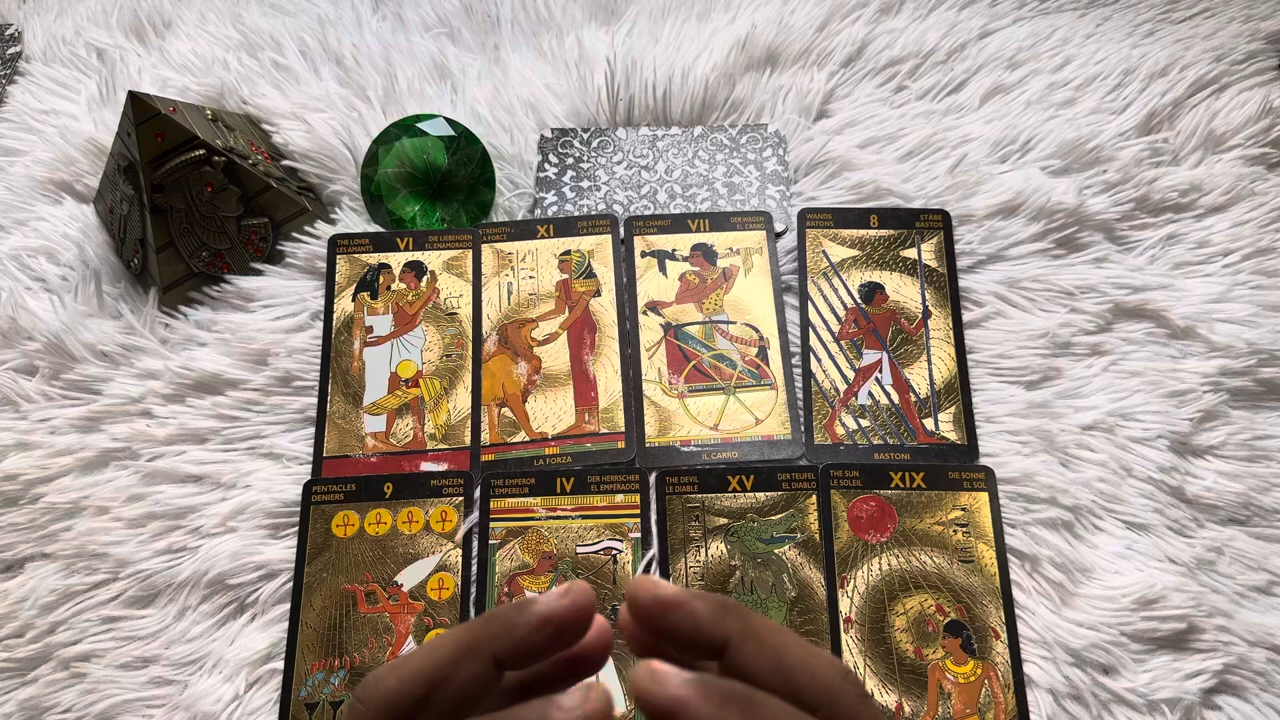 THE LOVER VI DIE LIEBENDEN
LES AMANTS EL ENAMORADO
STRENGTH XI DIE STÄRKE
LA FORCE LA FUERZA
LA FORZA
THE CHARIOT VII DER WAGEN
LE CHAR EL CARRO
IL CARRO
WANDS 8 STÄBE
BATONS BASTOS
BASTONI
PENTACLES 9 MÜNZEN
DENIERS OROS
THE EMPEROR IV DER HERRSCHER
L'EMPEREUR EL EMPERADOR
THE DEVIL XV DER TEUFEL
LE DIABLE EL DIABLO
THE SUN XIX DIE SONNE
LE SOLEIL EL SOL